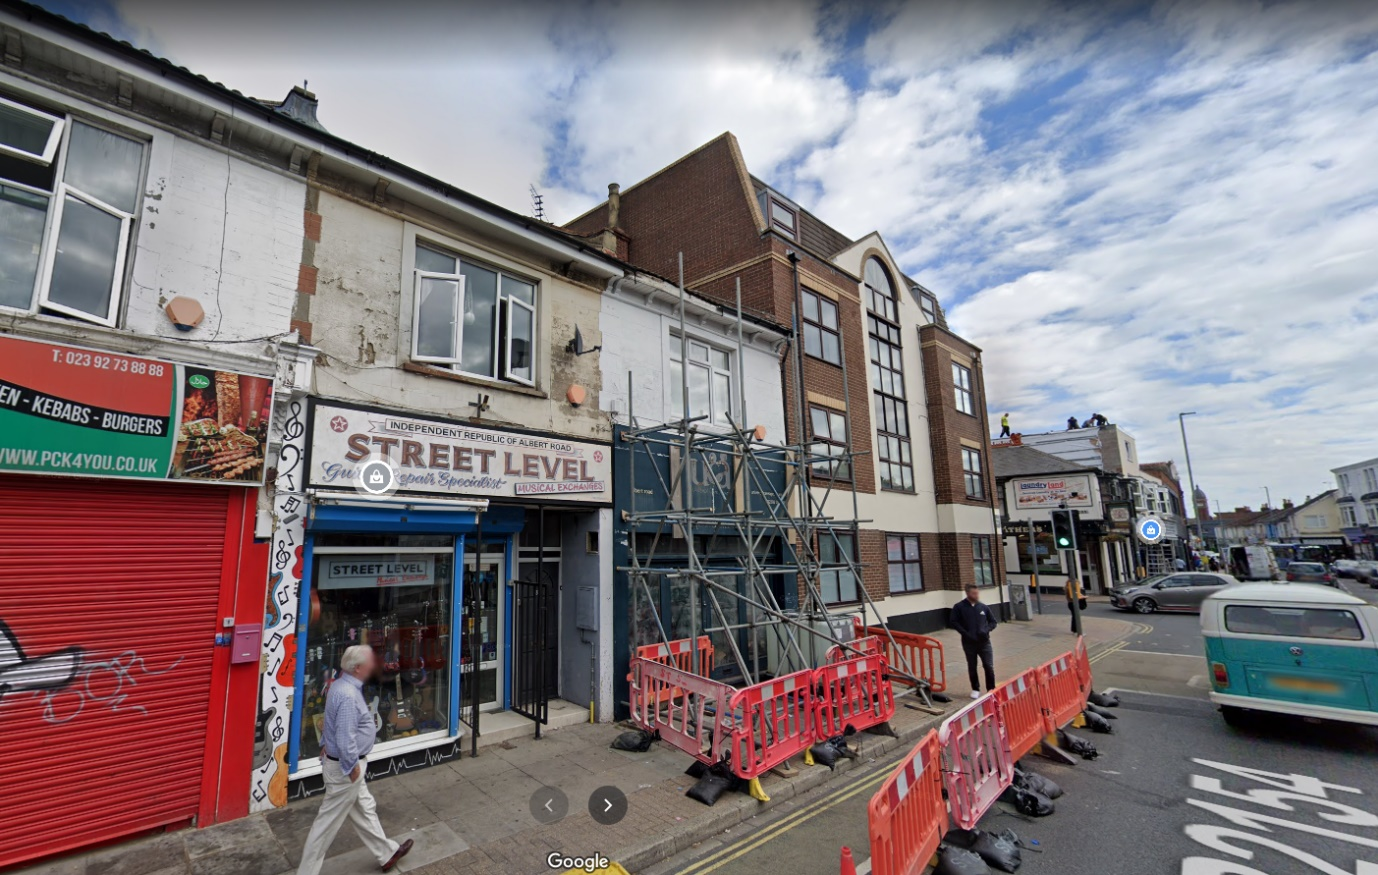 T: 023 92 73 88 88
EN - KEBABS - BURGERS
WWW.PCK4YOU.CO.UK
INDEPENDENT REPUBLIC OF ALBERT ROAD
STREET LEVEL
Repair Specialist
MUSICAL EXCHANGES
STREET LEVEL
laundryland
B2154
Google